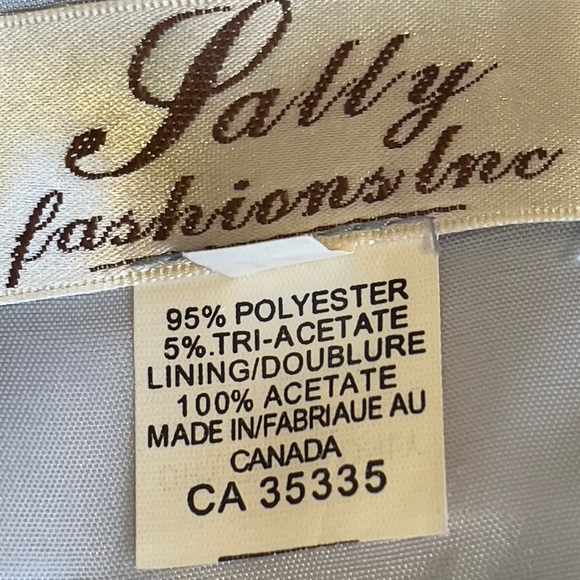 Sally
fashions Inc
95% POLYESTER
5%.TRI-ACETATE
LINING/DOUBLURE
100% ACETATE
MADE IN/FABRIAUE AU
CANADA
CA 35335